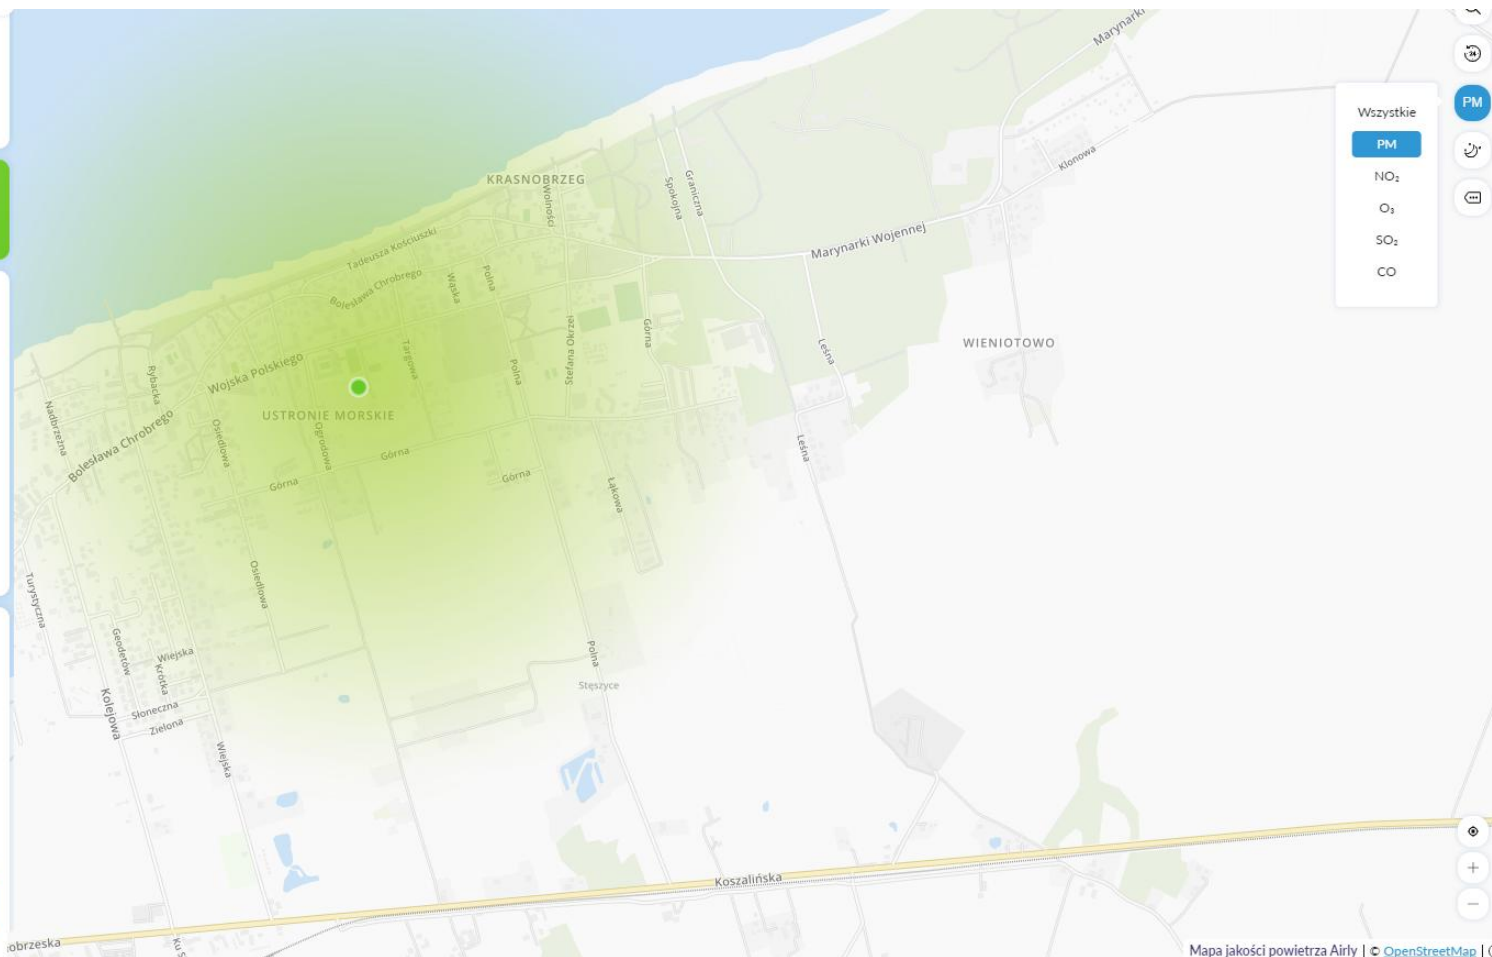 Marynarki
24
PM
Wszystkie
PM
NO₂
O₃
SO₂
CO
Klonowa
KRASNOBRZEG
Wolności
Spokojna
Graniczna
Marynarki Wojennej
Tadeusza Kościuszki
Bolesława Chrobrego
Wąska
Polna
Stefana Okrzei
Górna
Leśna
WIENIOTOWO
Targowa
Polna
Wojska Polskiego
Rybacka
Nadbrzeżna
Bolesława Chrobrego
USTRONIE MORSKIE
Osiedlowa
Ogrodowa
Górna
Górna
Górna
Łąkowa
Leśna
Turystyczna
Osiedlowa
Geodetów
Wiejska
Krótka
Polna
Stęszyce
Kolejowa
Słoneczna
Zielona
Wiejska
Koszalińska
obrzeska
Ku S
Mapa jakości powietrza Airly | © OpenStreetMap |